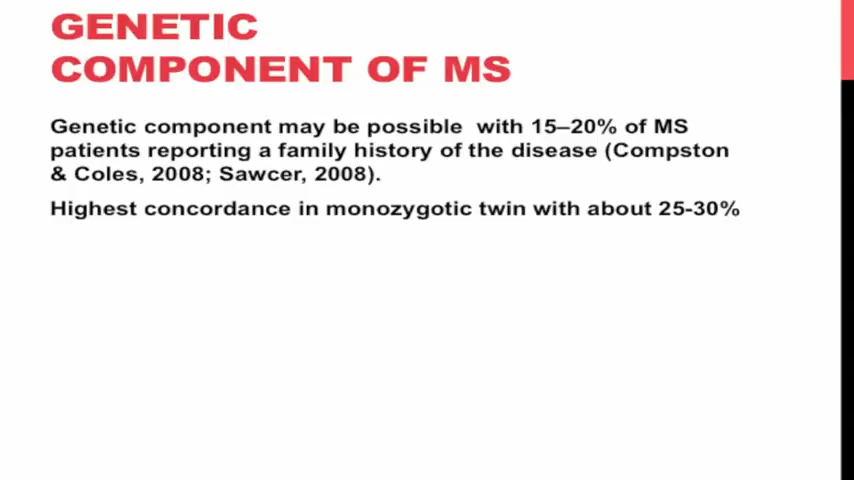 GENETIC
COMPONENT OF MS
Genetic component may be possible with 15–20% of MS
patients reporting a family history of the disease (Compston
& Coles, 2008; Sawcer, 2008).
Highest concordance in monozygotic twin with about 25-30%